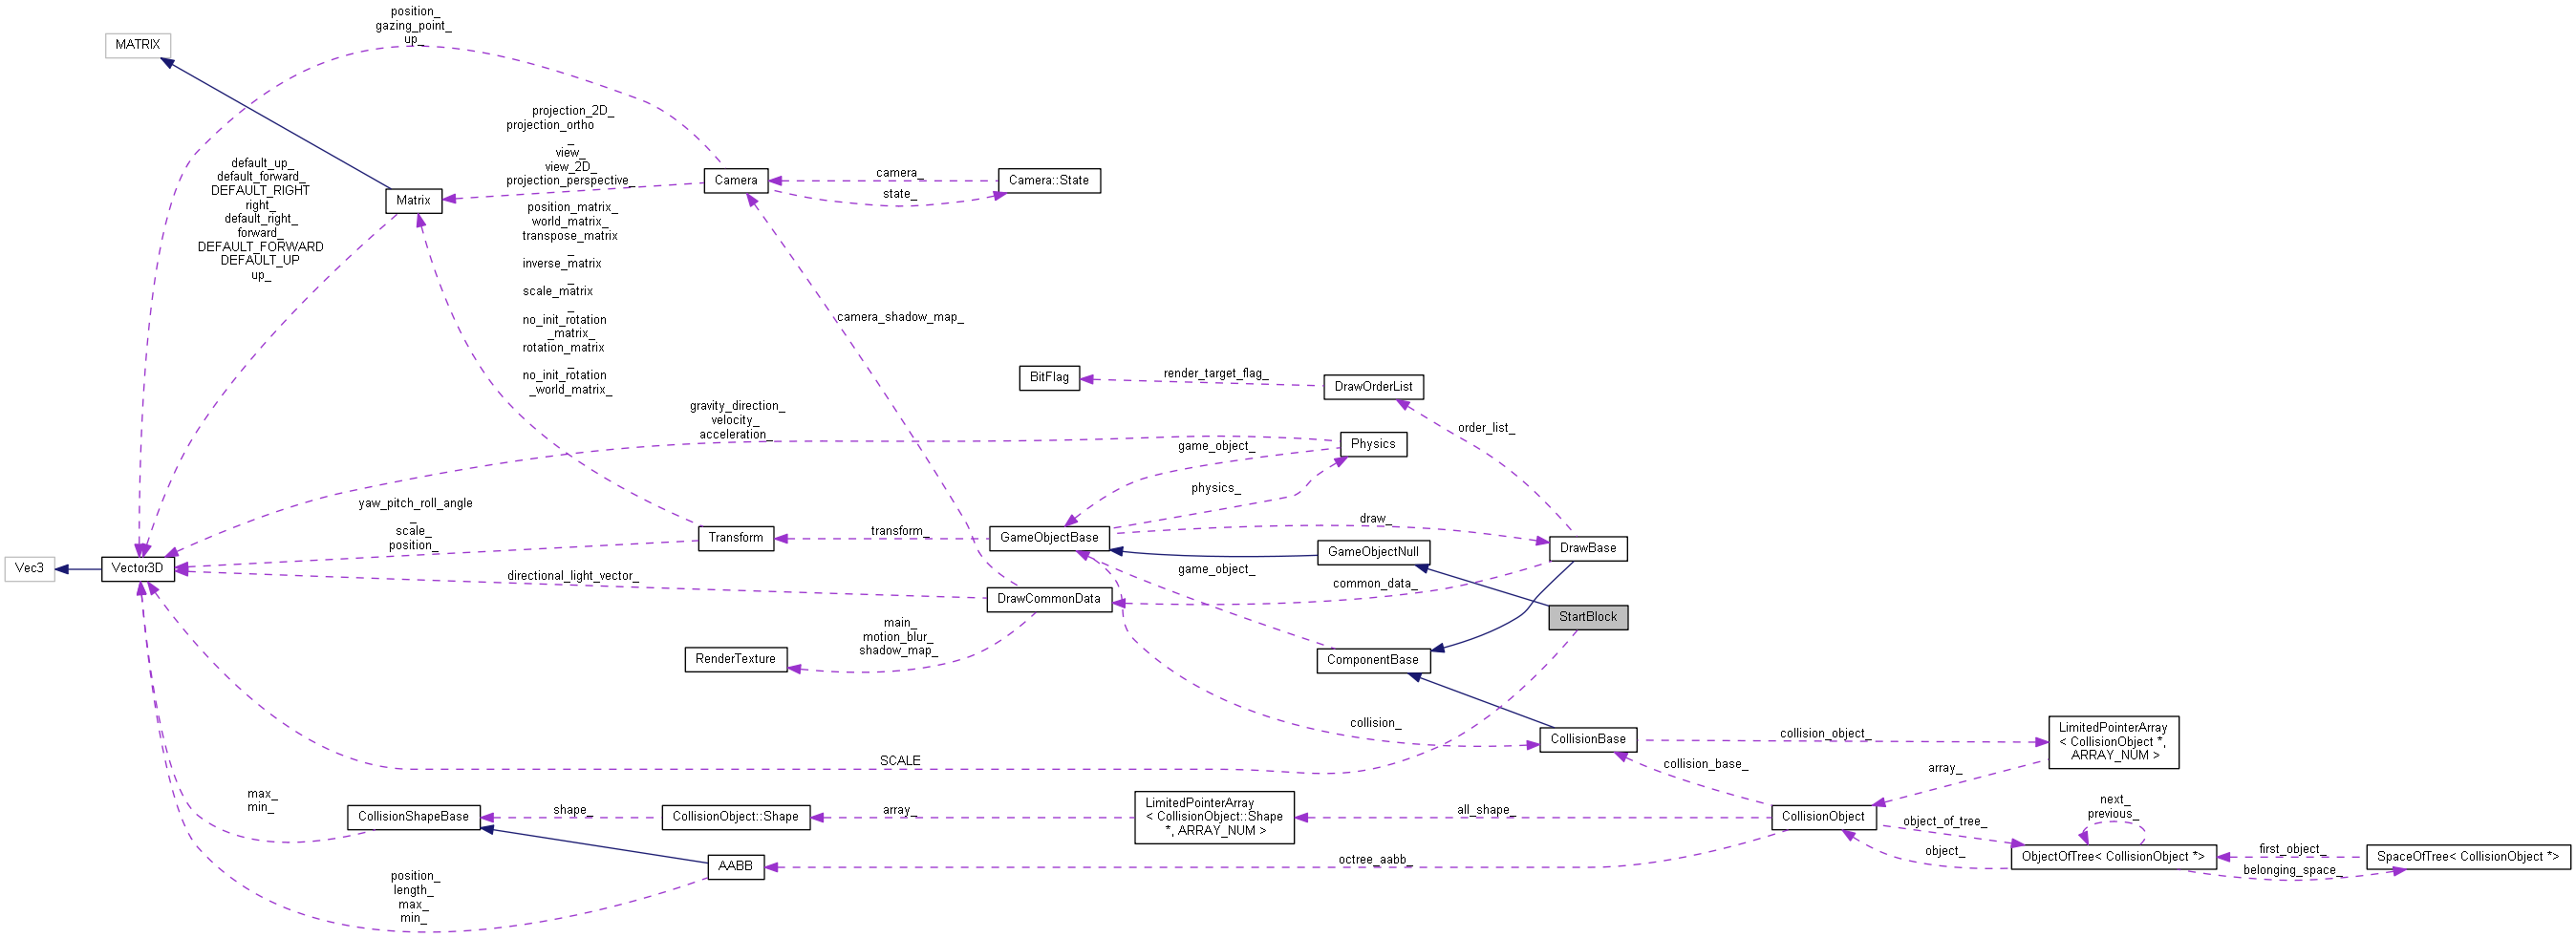 position_
gazing_point_
up_
MATRIX
projection_2D_
projection_ortho
_
view_
view_2D_
projection_perspective_
default_up_
default_forward_
DEFAULT_RIGHT
right_
default_right_
forward_
DEFAULT_FORWARD
DEFAULT_UP
up_
Matrix
Camera
camera_
state_
Camera::State
position_matrix_
world_matrix_
transpose_matrix
_
inverse_matrix
_
scale_matrix
_
no_init_rotation
_matrix_
rotation_matrix
_
no_init_rotation
_world_matrix_
camera_shadow_map_
BitFlag
render_target_flag_
DrawOrderList
gravity_direction_
velocity_
acceleration_
order_list_
Physics
game_object_
physics_
yaw_pitch_roll_angle
_
scale_
position_
Transform
transform_
GameObjectBase
draw_
GameObjectNull
DrawBase
Vec3
Vector3D
directional_light_vector_
game_object_
common_data_
DrawCommonData
StartBlock
main_
motion_blur_
shadow_map_
RenderTexture
ComponentBase
collision_
CollisionBase
collision_object_
LimitedPointerArray
< CollisionObject *,
ARRAY_NUM >
SCALE
collision_base_
array_
max_
min_
CollisionShapeBase
shape_
CollisionObject::Shape
array_
LimitedPointerArray
< CollisionObject::Shape
*, ARRAY_NUM >
all_shape_
CollisionObject
object_of_tree_
next_
previous_
object_
ObjectOfTree< CollisionObject *>
first_object_
belonging_space_
SpaceOfTree< CollisionObject *>
octree_aabb_
AABB
position_
length_
max_
min_